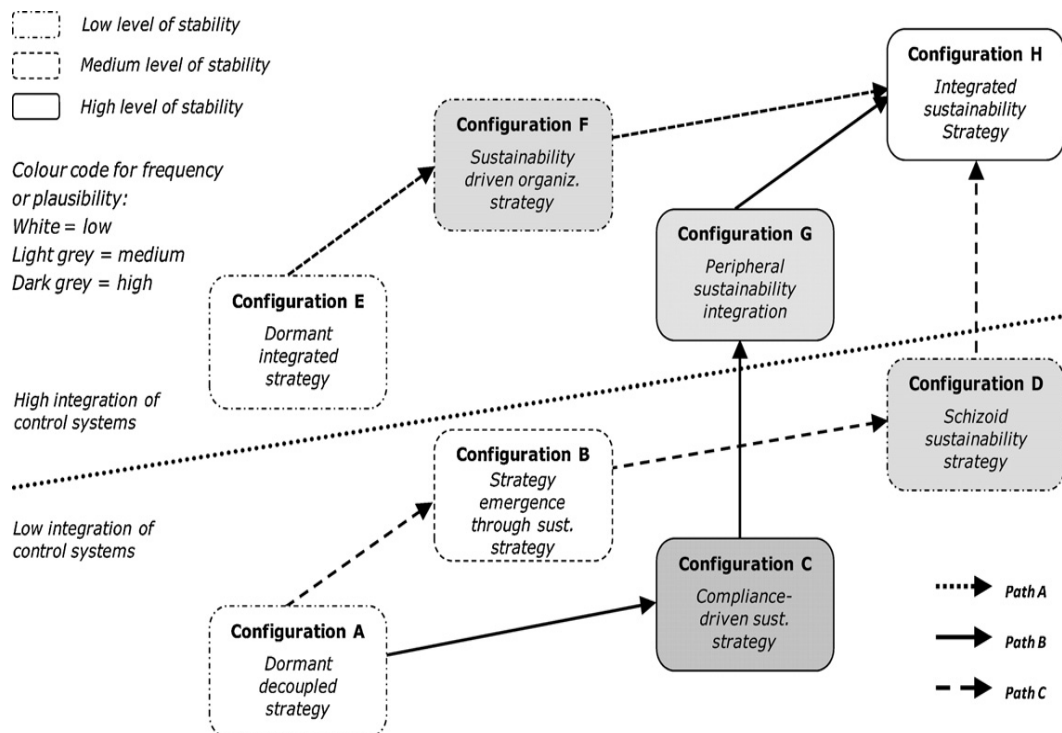 Low level of stability
Medium level of stability
High level of stability
Colour code for frequency
or plausibility:
White = low
Light grey = medium
Dark grey = high
Configuration H
Integrated
sustainability
Strategy
Configuration F
Sustainability
driven organiz.
strategy
Configuration G
Peripheral
sustainability
integration
Configuration E
Dormant
integrated
strategy
High integration of
control systems
Configuration D
Schizoid
sustainability
strategy
Configuration B
Strategy
emergence
through sust.
strategy
Low integration of
control systems
Configuration C
Compliance-
driven sust.
strategy
Configuration A
Dormant
decoupled
strategy
Path A
Path B
Path C